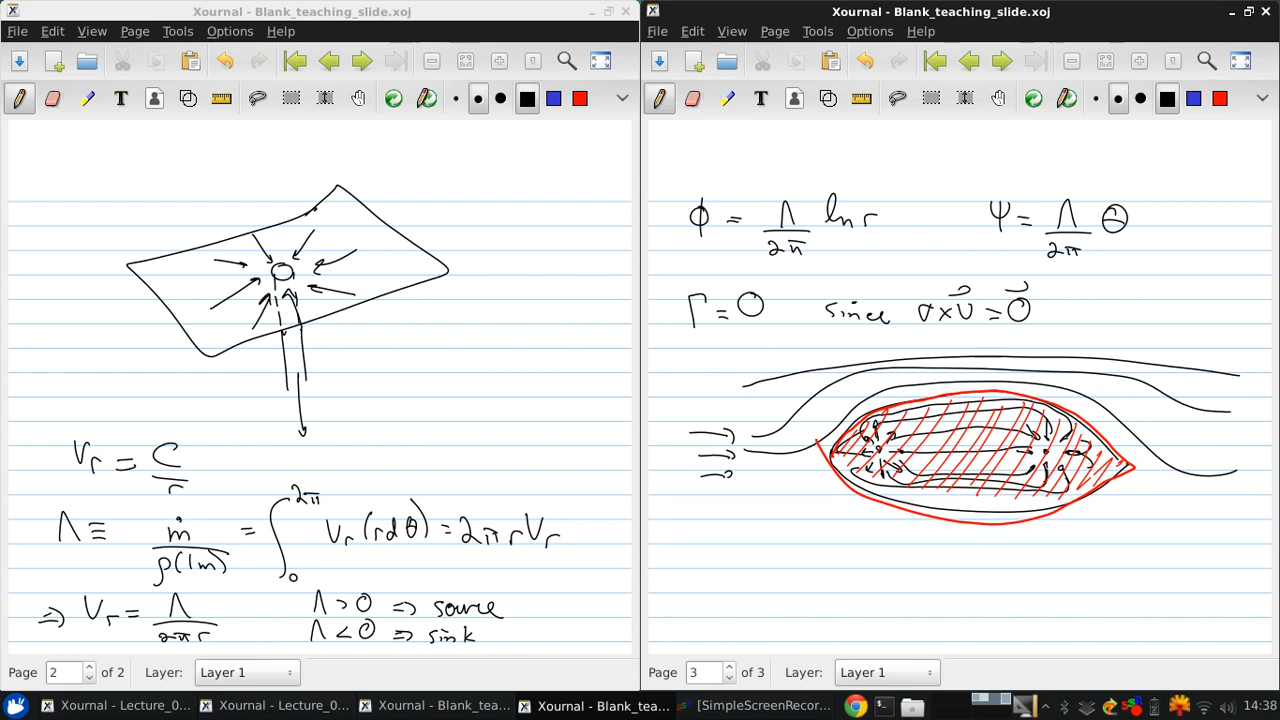 Xournal - Blank_teaching_slide.xoj
File Edit View Page Tools Options Help
V_r = C/r
Λ ≡ ṁ/ρ(1m) = ∫_0^{2π} V_r (r dθ) = 2π r V_r
⇒ V_r = Λ/2πr
Λ > 0 ⇒ source
Λ < 0 ⇒ sink
Page 2 of 2 Layer: Layer 1
Xournal - Blank_teaching_slide.xoj
File Edit View Page Tools Options Help
ϕ = Λ/2π ln r ψ = Λ/2π θ
Γ = 0 since ∇×V⃗ = 0⃗
Page 3 of 3 Layer: Layer 1
Xournal - Lecture_0... Xournal - Lecture_0... Xournal - Blank_tea... Xournal - Blank_tea... [SimpleScreenRecor... 14:38